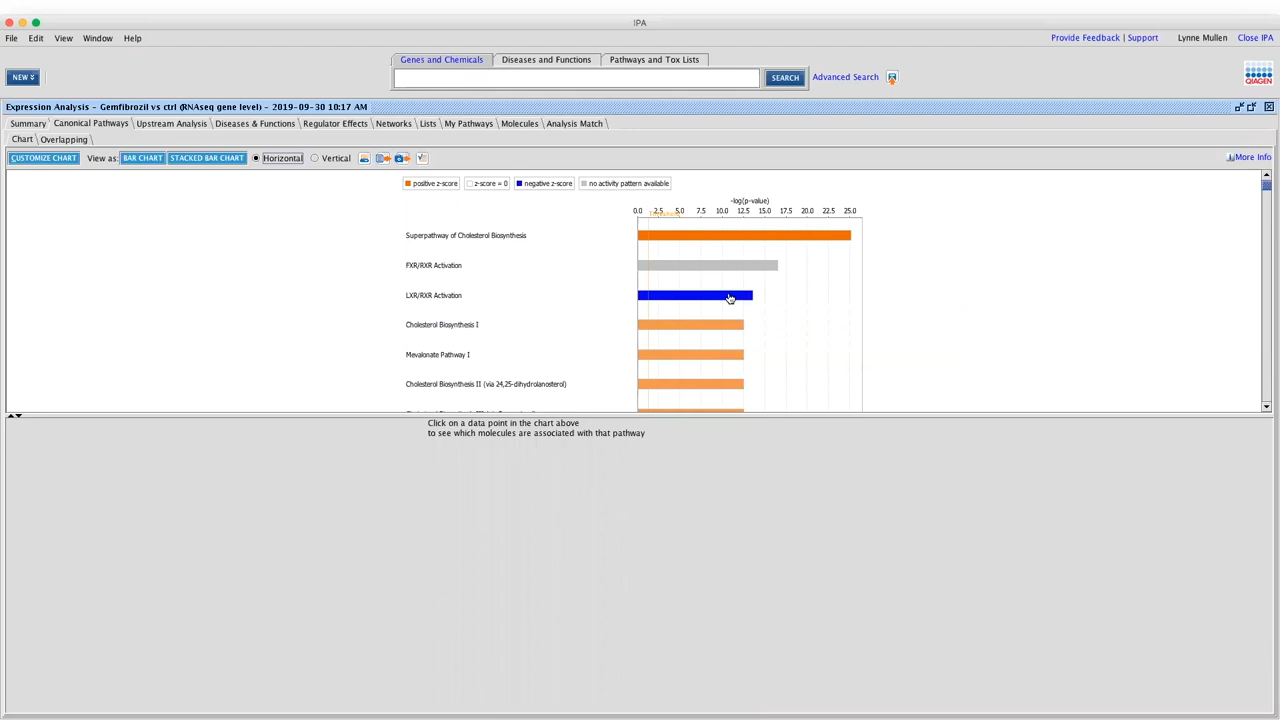 IPA
File Edit View Window Help
Provide Feedback | Support Lynne Mullen Close IPA
Genes and Chemicals Diseases and Functions Pathways and Tox Lists
NEW SEARCH Advanced Search
QIAGEN
Expression Analysis - Gemfibrozil vs ctrl (RNAseq gene level) - 2019-09-30 10:17 AM
Summary Canonical Pathways Upstream Analysis Diseases & Functions Regulator Effects Networks Lists My Pathways Molecules Analysis Match
Chart Overlapping
CUSTOMIZE CHART View as: BAR CHART STACKED BAR CHART Horizontal Vertical More Info
positive z-score z-score = 0 negative z-score no activity pattern available
-log(p-value)
0.0 2.5 5.0 7.5 10.0 12.5 15.0 17.5 20.0 22.5 25.0
Threshold
Superpathway of Cholesterol Biosynthesis
FXR/RXR Activation
LXR/RXR Activation
Cholesterol Biosynthesis I
Mevalonate Pathway I
Cholesterol Biosynthesis II (via 24,25-dihydrolanosterol)
Click on a data point in the chart above
to see which molecules are associated with that pathway